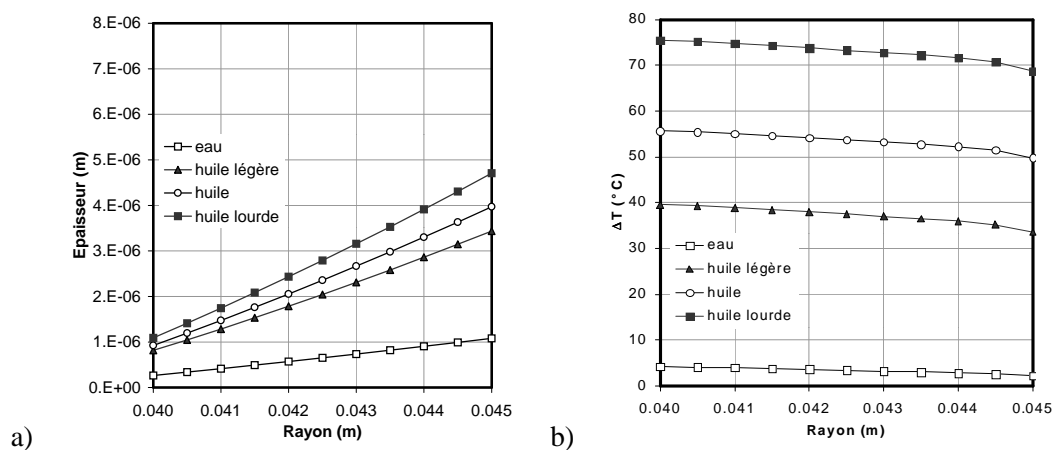 8.E-06
7.E-06
6.E-06
5.E-06
4.E-06
3.E-06
2.E-06
1.E-06
0.E+00
Epaisseur (m)
eau
huile légère
huile
huile lourde
0.040 0.041 0.042 0.043 0.044 0.045
Rayon (m)
a)
80
70
60
50
40
30
20
10
0
ΔT (°C)
eau
huile légère
huile
huile lourde
0.040 0.041 0.042 0.043 0.044 0.045
Rayon (m)
b)